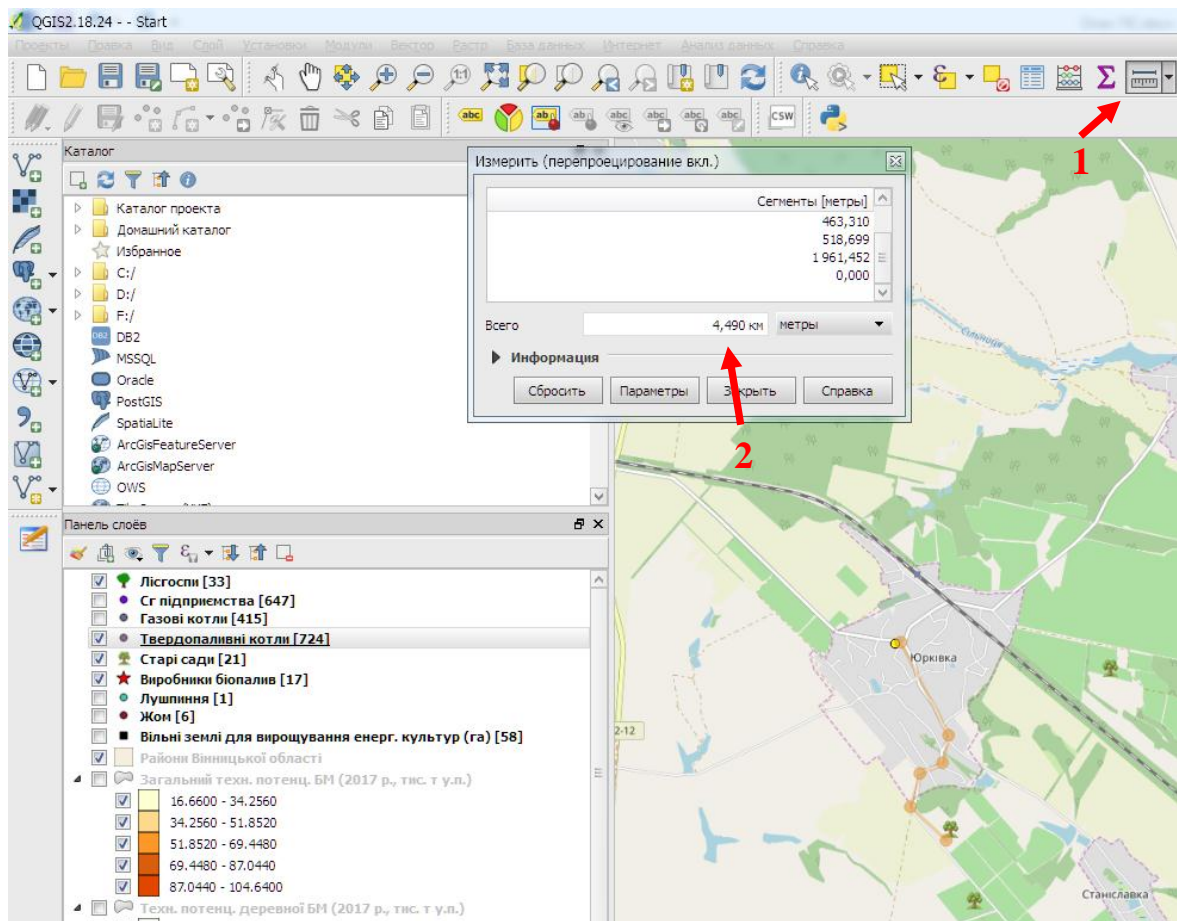 QGIS2.18.24 - - Start
Проекты Правка Вид Слой Установки Модули Вектор Растр База данных Интернет Анализ данных Справка
1:1
abc
CSW
1
Каталог
Каталог проекта
Домашний каталог
Избранное
C:/
D:/
F:/
DB2
MSSQL
Oracle
PostGIS
SpatiaLite
ArcGisFeatureServer
ArcGisMapServer
OWS
Измерить (перепроецирование вкл.)
Сегменты [метры]
463,310
518,699
1 961,452
0,000
Всего 4,490 км метры
Информация
Сбросить Параметры Закрыть Справка
2
Панель слоёв
Лісгоспи [33]
Сг підприємства [647]
Газові котли [415]
Твердопаливні котли [724]
Старі сади [21]
Виробники біопалив [17]
Лушпиння [1]
Жом [6]
Вільні землі для вирощування енерг. культур (га) [58]
Райони Вінницької області
Загальний техн. потенц. БМ (2017 р., тис. т у.п.)
16.6600 - 34.2560
34.2560 - 51.8520
51.8520 - 69.4480
69.4480 - 87.0440
87.0440 - 104.6400
Техн. потенц. деревної БМ (2017 р., тис. т у.п.)
Сільниця
Юрківка
2-12
Станіславка